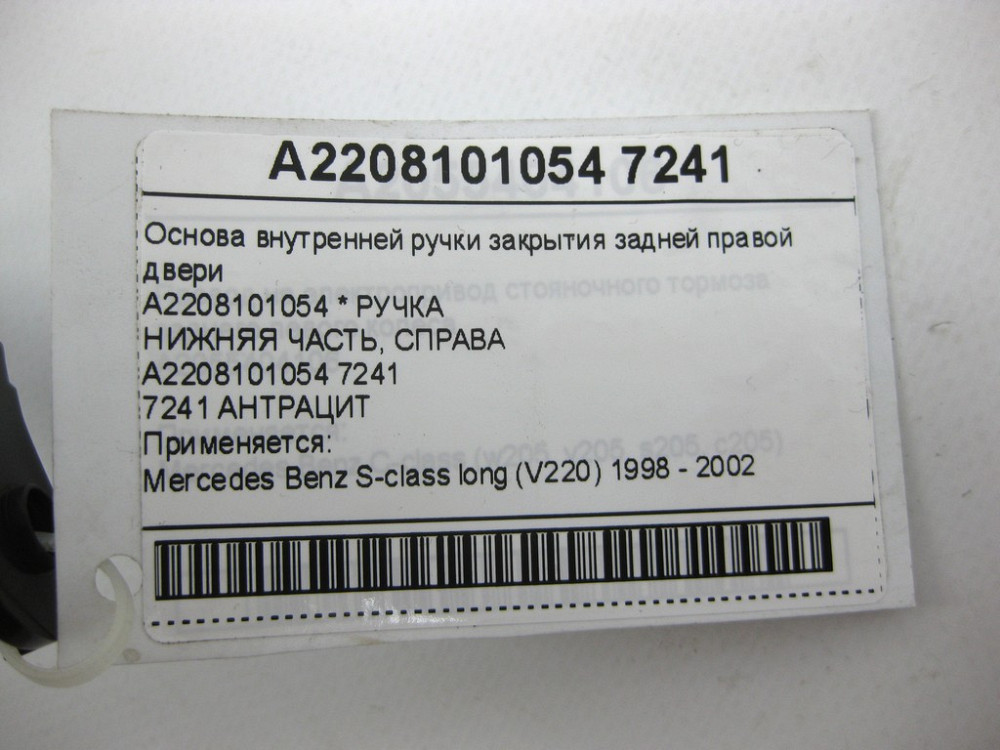 A2208101054 7241
Основа внутренней ручки закрытия задней правой
двери
A2208101054 * РУЧКА
НИЖНЯЯ ЧАСТЬ, СПРАВА
A2208101054 7241
7241 АНТРАЦИТ
Применяется:
Mercedes Benz S-class long (V220) 1998 - 2002